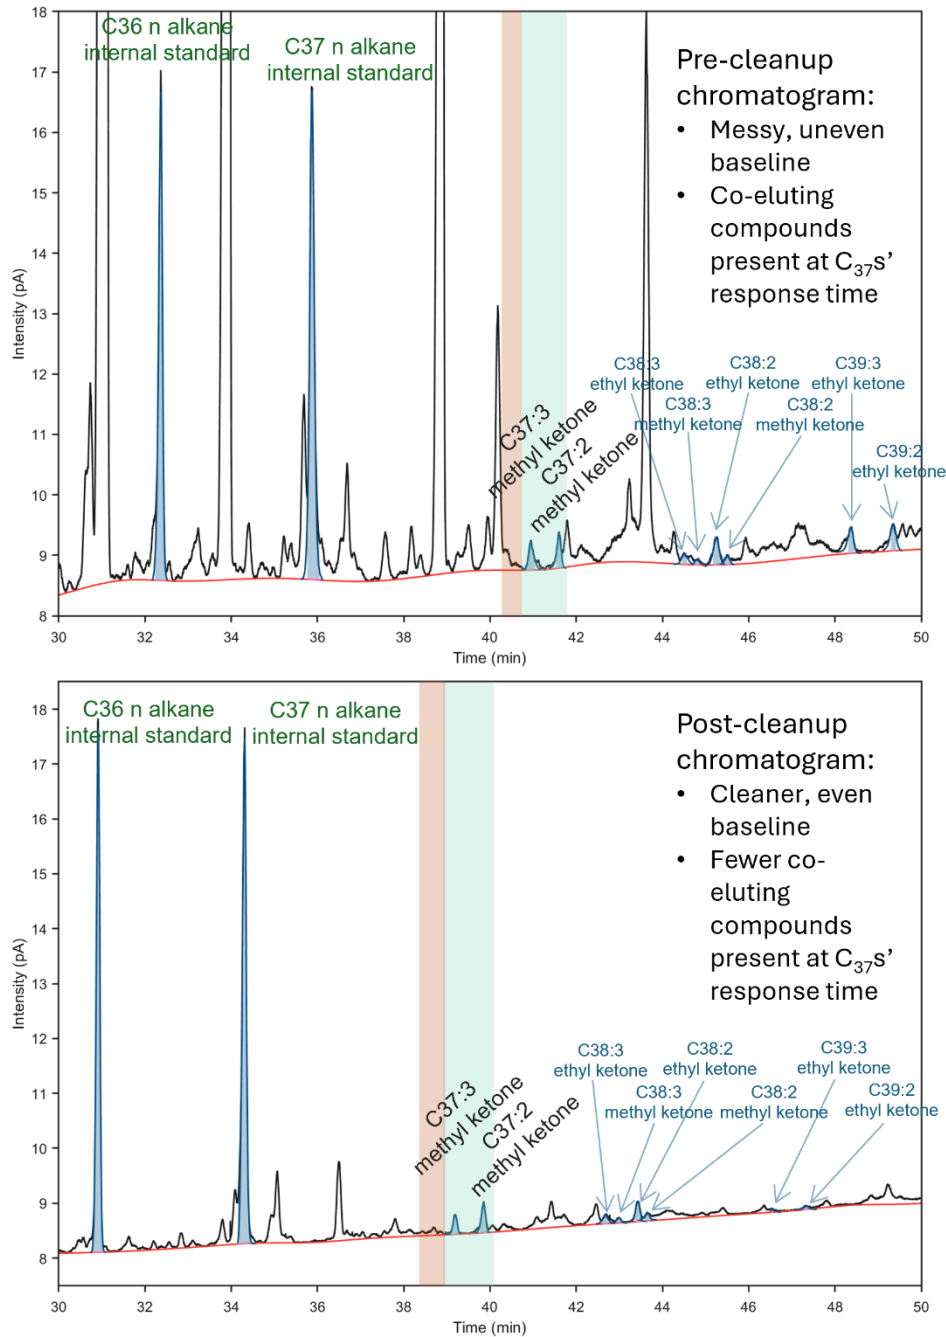 C36 n alkane
internal standard
C37 n alkane
internal standard
Pre-cleanup
chromatogram:
• Messy, uneven
baseline
• Co-eluting
compounds
present at C₃₇s’
response time
C37:3
methyl ketone
C37:2
methyl ketone
C38:3
ethyl ketone
C38:3
methyl ketone
C38:2
ethyl ketone
C38:2
methyl ketone
C39:3
ethyl ketone
C39:2
ethyl ketone
Intensity (pA)
18
17
16
15
14
13
12
11
10
9
8
30 32 34 36 38 40 42 44 46 48 50
Time (min)
C36 n alkane
internal standard
C37 n alkane
internal standard
Post-cleanup
chromatogram:
• Cleaner, even
baseline
• Fewer co-
eluting
compounds
present at C₃₇s’
response time
C37:3
methyl ketone
C37:2
methyl ketone
C38:3
ethyl ketone
C38:3
methyl ketone
C38:2
ethyl ketone
C38:2
methyl ketone
C39:3
ethyl ketone
C39:2
ethyl ketone
Intensity (pA)
18
17
16
15
14
13
12
11
10
9
8
30 32 34 36 38 40 42 44 46 48 50
Time (min)